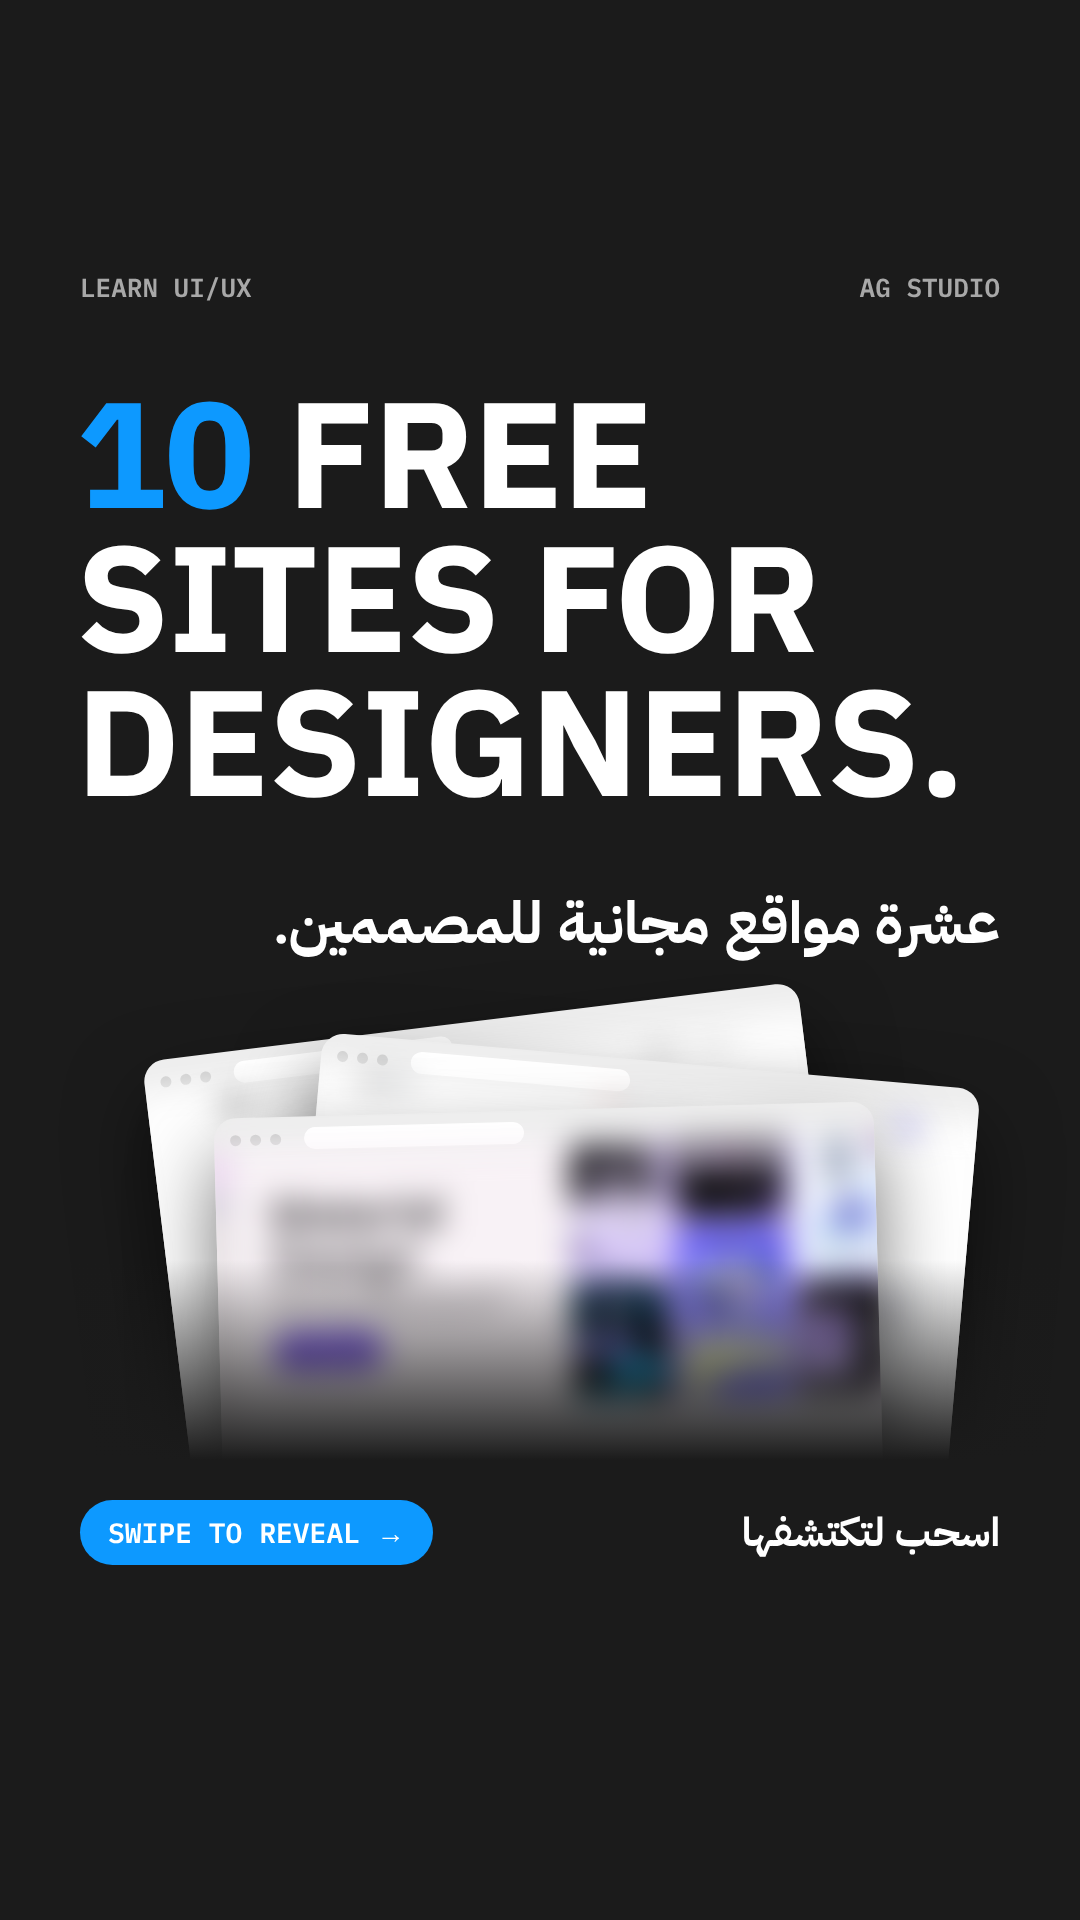 LEARN UI/UX
AG STUDIO
10 FREE
SITES FOR
DESIGNERS.
عشرة مواقع مجانية للمصممين.
SWIPE TO REVEAL →
اسحب لتكتشفها